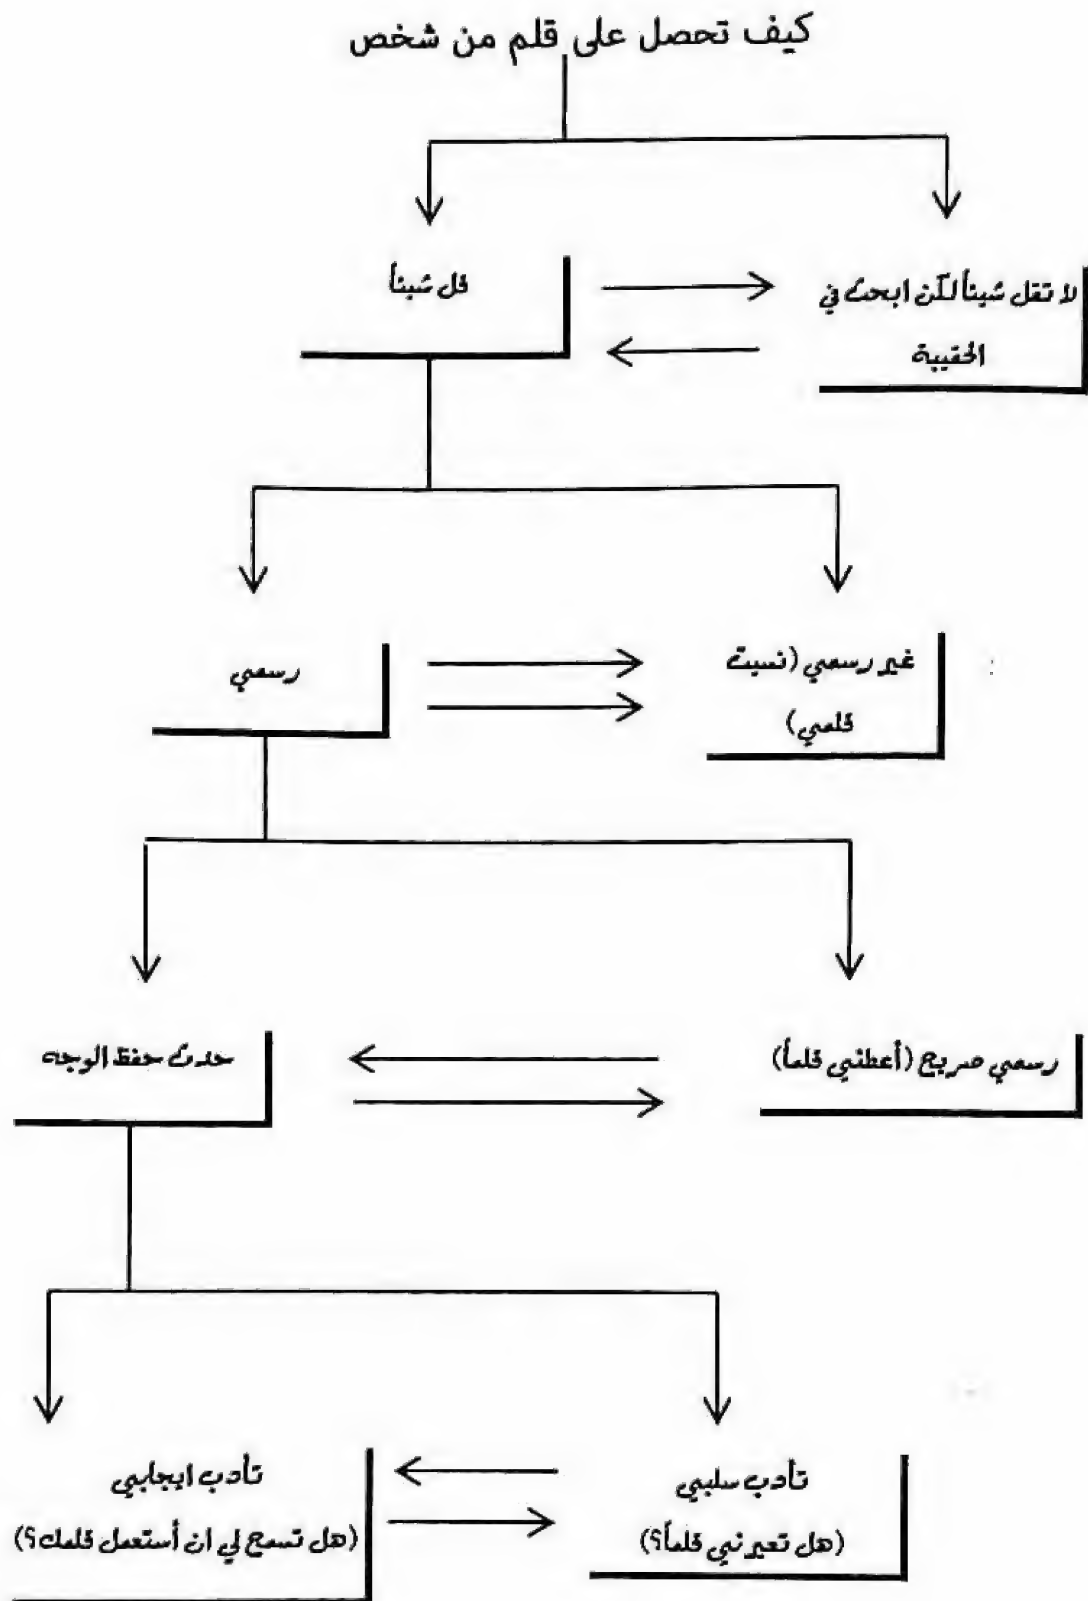 كيف تحصل على قلم من شخص
لا تقل شيئاً لكن ابحث في
الحقيبة
قل شيئاً
غير رسمي (نسيت
قلمي)
رسمي
رسمي صريح (أعطني قلماً)
حدث حفظ الوجه
تأدب سلبي
(هل تعيرني قلماً؟)
تأدب ايجابي
(هل تسمح لي ان أستعمل قلمك؟)